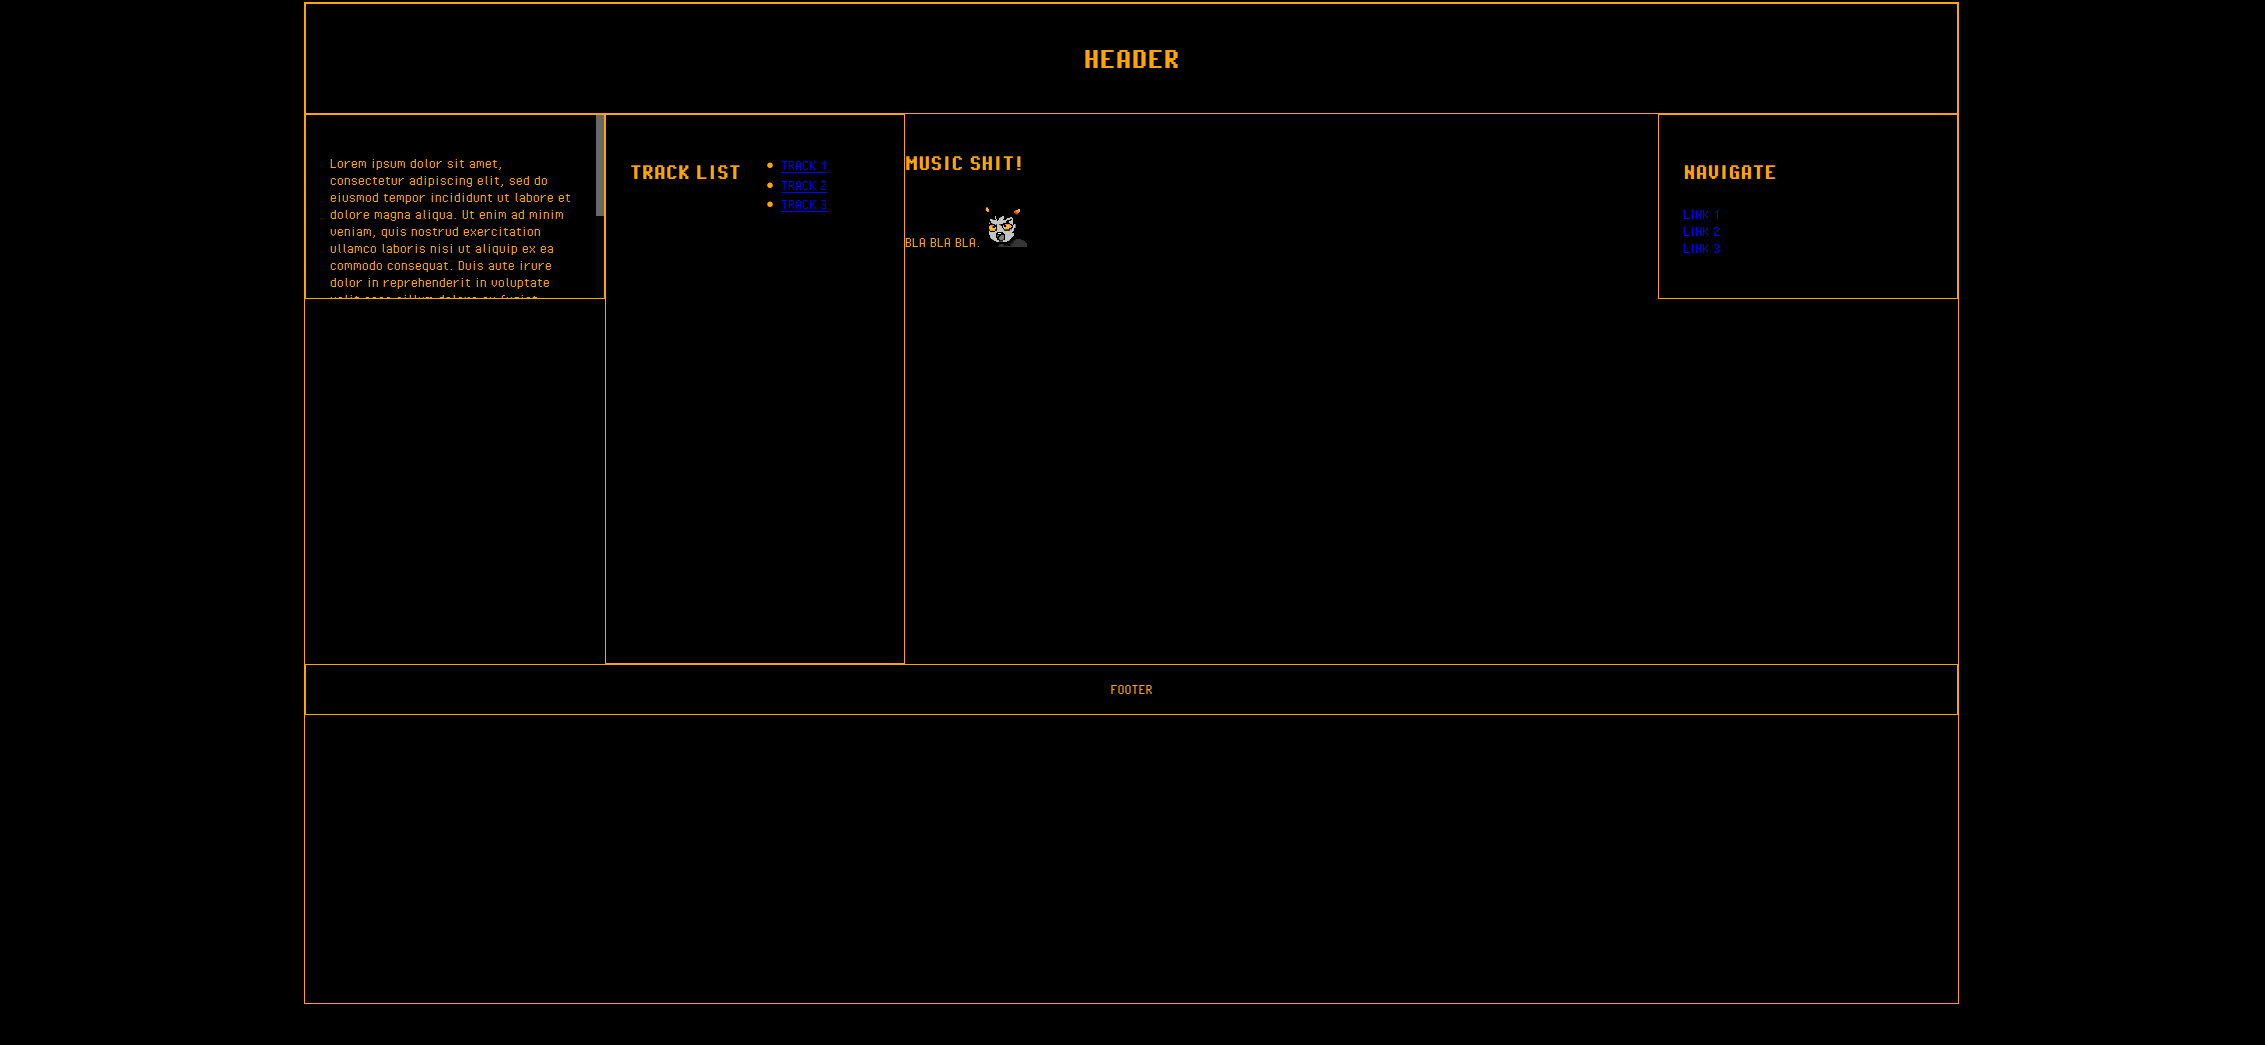 HEADER
Lorem ipsum dolor sit amet,
consectetur adipiscing elit, sed do
eiusmod tempor incididunt ut labore et
dolore magna aliqua. Ut enim ad minim
veniam, quis nostrud exercitation
ullamco laboris nisi ut aliquip ex ea
commodo consequat. Duis aute irure
dolor in reprehenderit in voluptate
TRACK LIST
TRACK 1
TRACK 2
TRACK 3
MUSIC SHIT!
BLA BLA BLA.
NAVIGATE
LINK 1
LINK 2
LINK 3
FOOTER